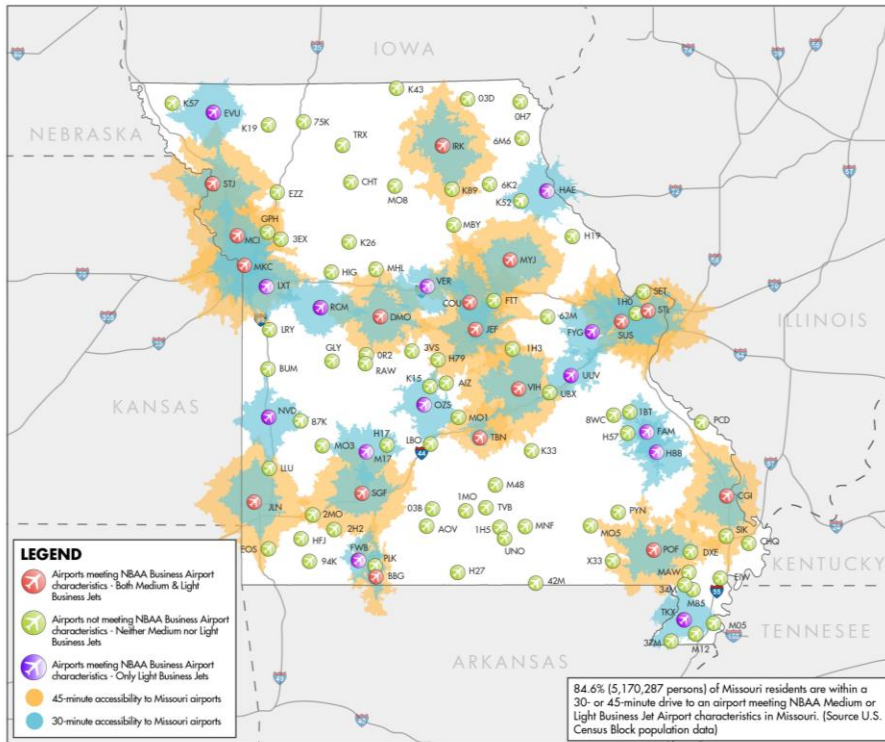 IOWA
NEBRASKA
ILLINOIS
KANSAS
KENTUCKY
TENNESSEE
ARKANSAS
K57
EVU
K19
75K
K43
03D
0H7
TRX
IRK
6M6
STJ
EZZ
CHT
MO8
K89
6K2
K52
HAE
GPH
MCI
3EX
K26
MBY
H19
MKC
HIG
MHL
MYJ
LXT
VER
RCM
COU
FTT
SET
1H0
STL
DMO
63M
SUS
JEF
FYG
LRY
GLY
0R2
RAW
3VS
H79
1H3
BUM
K15
AIZ
VIH
UUV
UBX
OZS
NVD
87K
MO1
8WC
1BT
PCD
H57
FAM
MO3
H17
M17
LBO
TBN
K33
HBB
44
LLU
JLN
SGF
M48
CGI
2MO
03B
1MO
TVB
PYN
2H2
AOV
1H5
MNF
MO5
SIK
CHQ
EOS
HFJ
UNO
POF
DXE
94K
FWB
PLK
BBG
H27
X33
MAW
42M
34M
EIW
M85
55
TKX
M05
37M
M12
LEGEND
Airports meeting NBAA Business Airport
characteristics - Both Medium & Light
Business Jets
Airports not meeting NBAA Business Airport
characteristics - Neither Medium nor Light
Business Jets
Airports meeting NBAA Business Airport
characteristics - Only Light Business Jets
45-minute accessibility to Missouri airports
30-minute accessibility to Missouri airports
84.6% (5,170,287 persons) of Missouri residents are within a
30- or 45-minute drive to an airport meeting NBAA Medium or
Light Business Jet Airport characteristics in Missouri. (Source U.S.
Census Block population data)